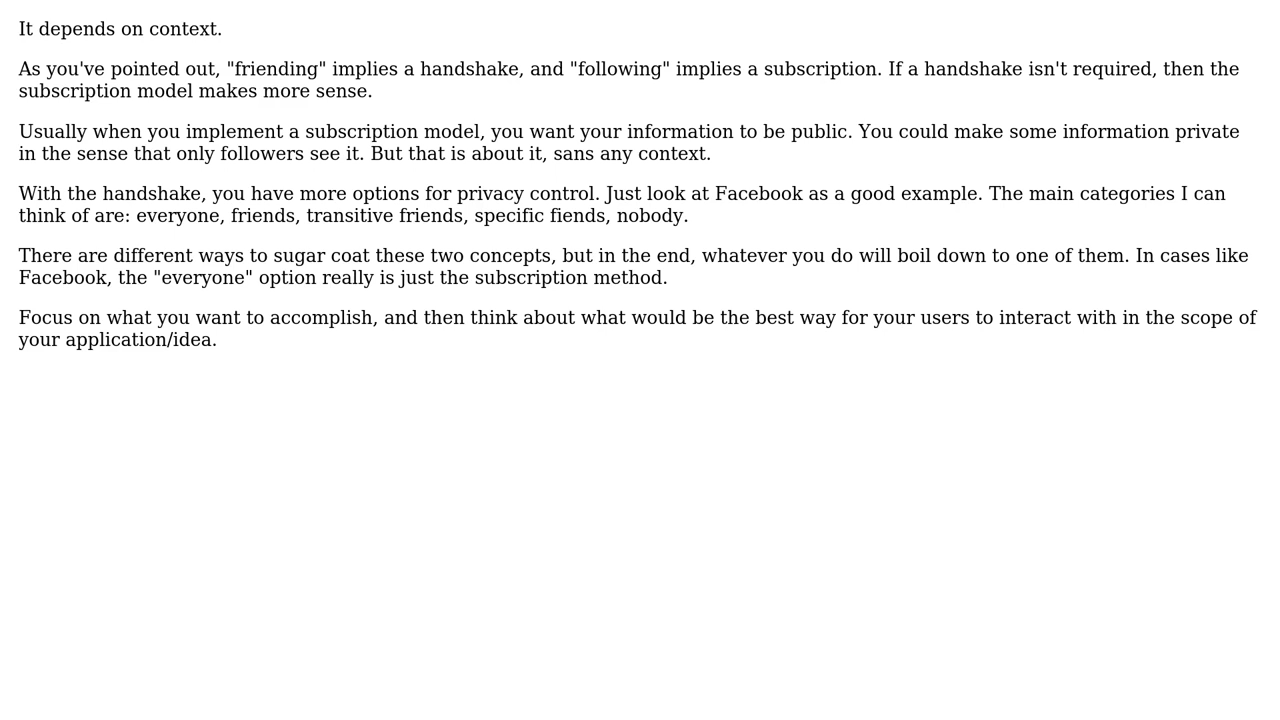 It depends on context.
As you've pointed out, "friending" implies a handshake, and "following" implies a subscription. If a handshake isn't required, then the
subscription model makes more sense.
Usually when you implement a subscription model, you want your information to be public. You could make some information private
in the sense that only followers see it. But that is about it, sans any context.
With the handshake, you have more options for privacy control. Just look at Facebook as a good example. The main categories I can
think of are: everyone, friends, transitive friends, specific fiends, nobody.
There are different ways to sugar coat these two concepts, but in the end, whatever you do will boil down to one of them. In cases like
Facebook, the "everyone" option really is just the subscription method.
Focus on what you want to accomplish, and then think about what would be the best way for your users to interact with in the scope of
your application/idea.